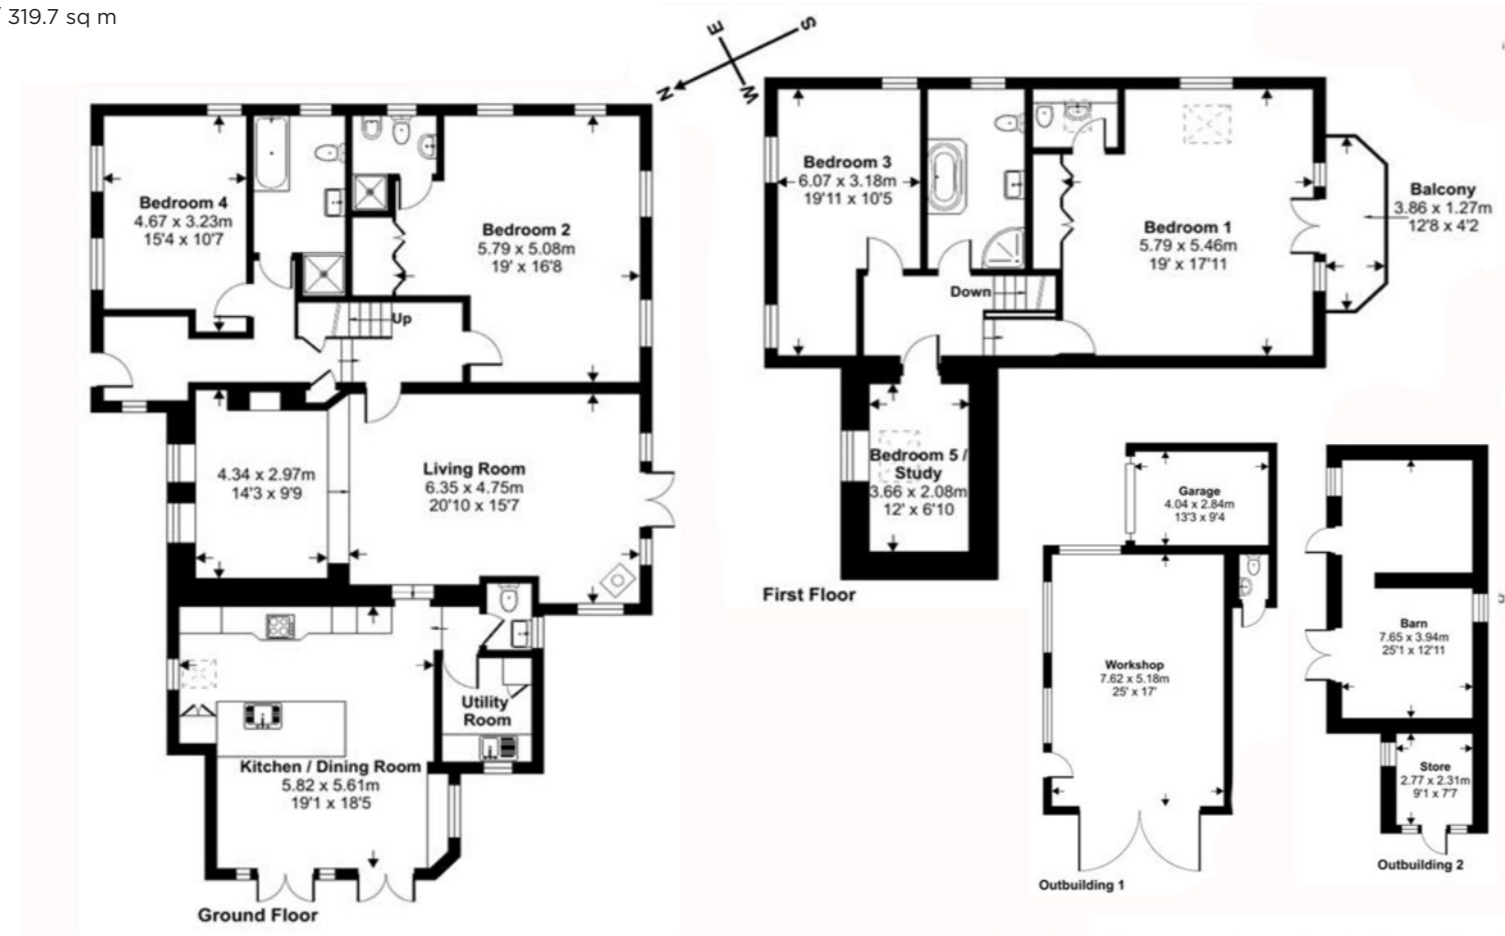 / 319.7 sq m
E
S
N
W
Bedroom 4
4.67 x 3.23m
15'4 x 10'7
Bedroom 2
5.79 x 5.08m
19' x 16'8
Up
4.34 x 2.97m
14'3 x 9'9
Living Room
6.35 x 4.75m
20'10 x 15'7
Utility
Room
Kitchen / Dining Room
5.82 x 5.61m
19'1 x 18'5
Ground Floor
Bedroom 3
6.07 x 3.18m
19'11 x 10'5
Bedroom 1
5.79 x 5.46m
19' x 17'11
Balcony
3.86 x 1.27m
12'8 x 4'2
Down
Bedroom 5 /
Study
3.66 x 2.08m
12' x 6'10
First Floor
Garage
4.04 x 2.84m
13'3 x 9'4
Workshop
7.62 x 5.18m
25' x 17'
Outbuilding 1
Barn
7.65 x 3.94m
25'1 x 12'11
Store
2.77 x 2.31m
9'1 x 7'7
Outbuilding 2